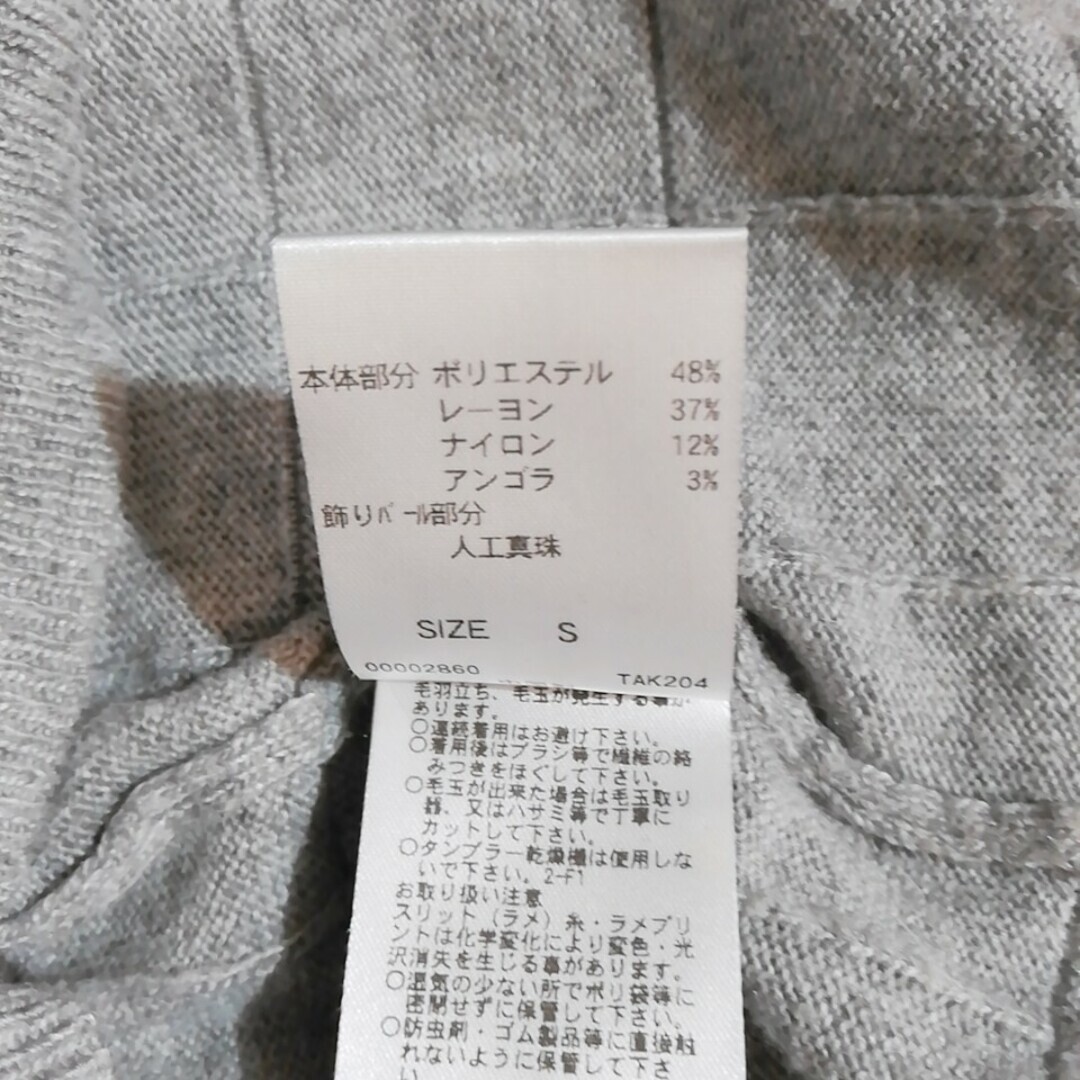 本体部分 ポリエステル 48%
レーヨン 37%
ナイロン 12%
アンゴラ 3%
飾りパール部分
人工真珠
SIZE S
00002860 TAK204
毛羽立ち、毛玉が発生する事が
あります。
○連続着用はお避け下さい。
○着用後はブラシ等で繊維の絡
みつきをほぐして下さい。
○毛玉が出来た場合は毛玉取り
器、又はハサミ等で丁寧に
カットして下さい。
○タンブラー乾燥機は使用しな
いで下さい。2-F1
お取り扱い注意
スリット（ラメ）糸・ラメプリ
ントは化学変化により変色・光
沢消失を生じる事があります。
○湿気の少ない所でポリ袋等に
密閉せずに保管して下さい。
○防虫剤・ゴム製品等に直接触
れないように保管して下さ
い